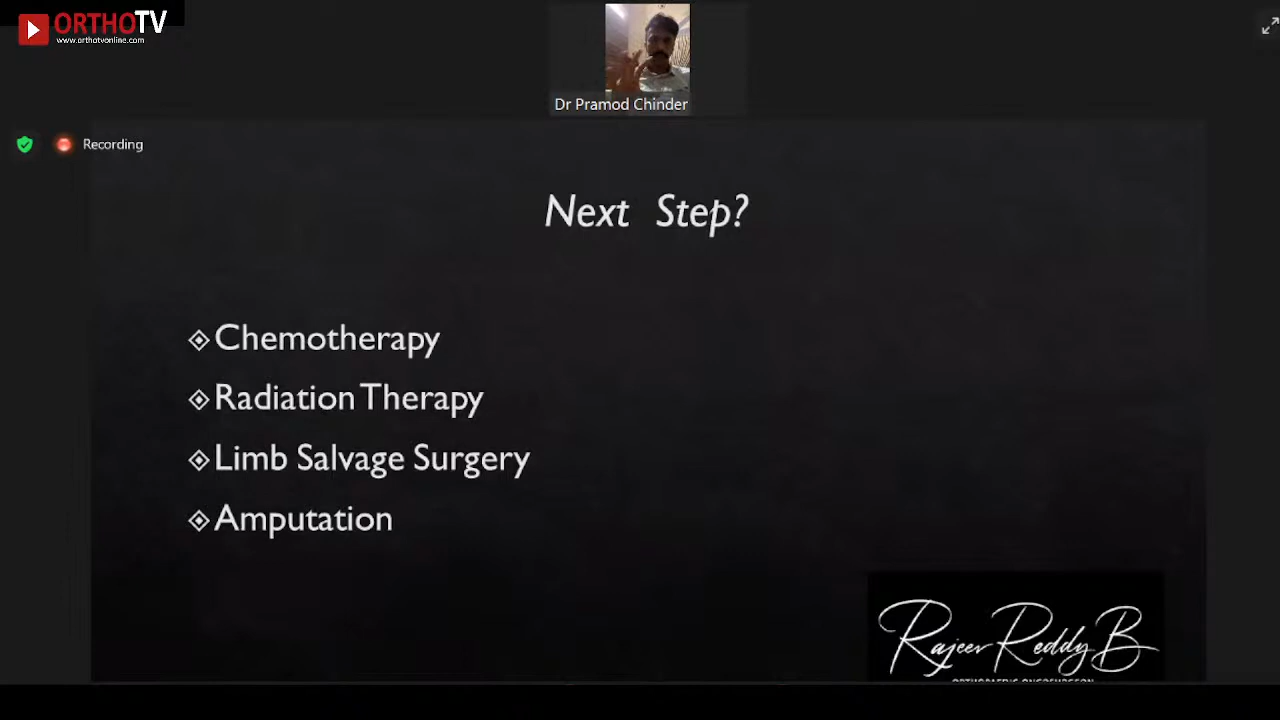 ORTHOTV
www.orthotvonline.com
Dr Pramod Chinder
Recording
Next Step?
Chemotherapy
Radiation Therapy
Limb Salvage Surgery
Amputation
Rajeev Reddy B